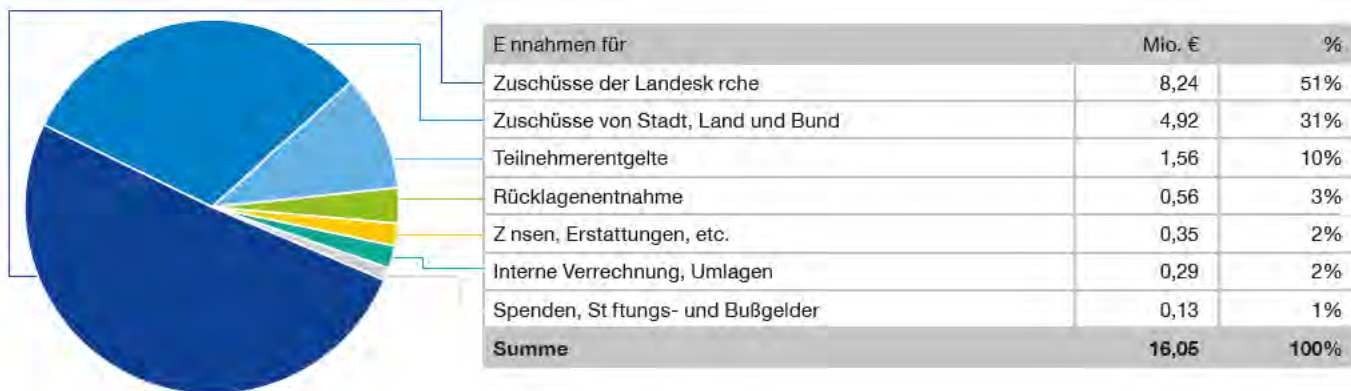 E nnahmen für Mio. € %
Zuschüsse der Landesk rche 8,24 51%
Zuschüsse von Stadt, Land und Bund 4,92 31%
Teilnehmerentgelte 1,56 10%
Rücklagenentnahme 0,56 3%
Z nsen, Erstattungen, etc. 0,35 2%
Interne Verrechnung, Umlagen 0,29 2%
Spenden, St ftungs- und Bußgelder 0,13 1%
Summe 16,05 100%